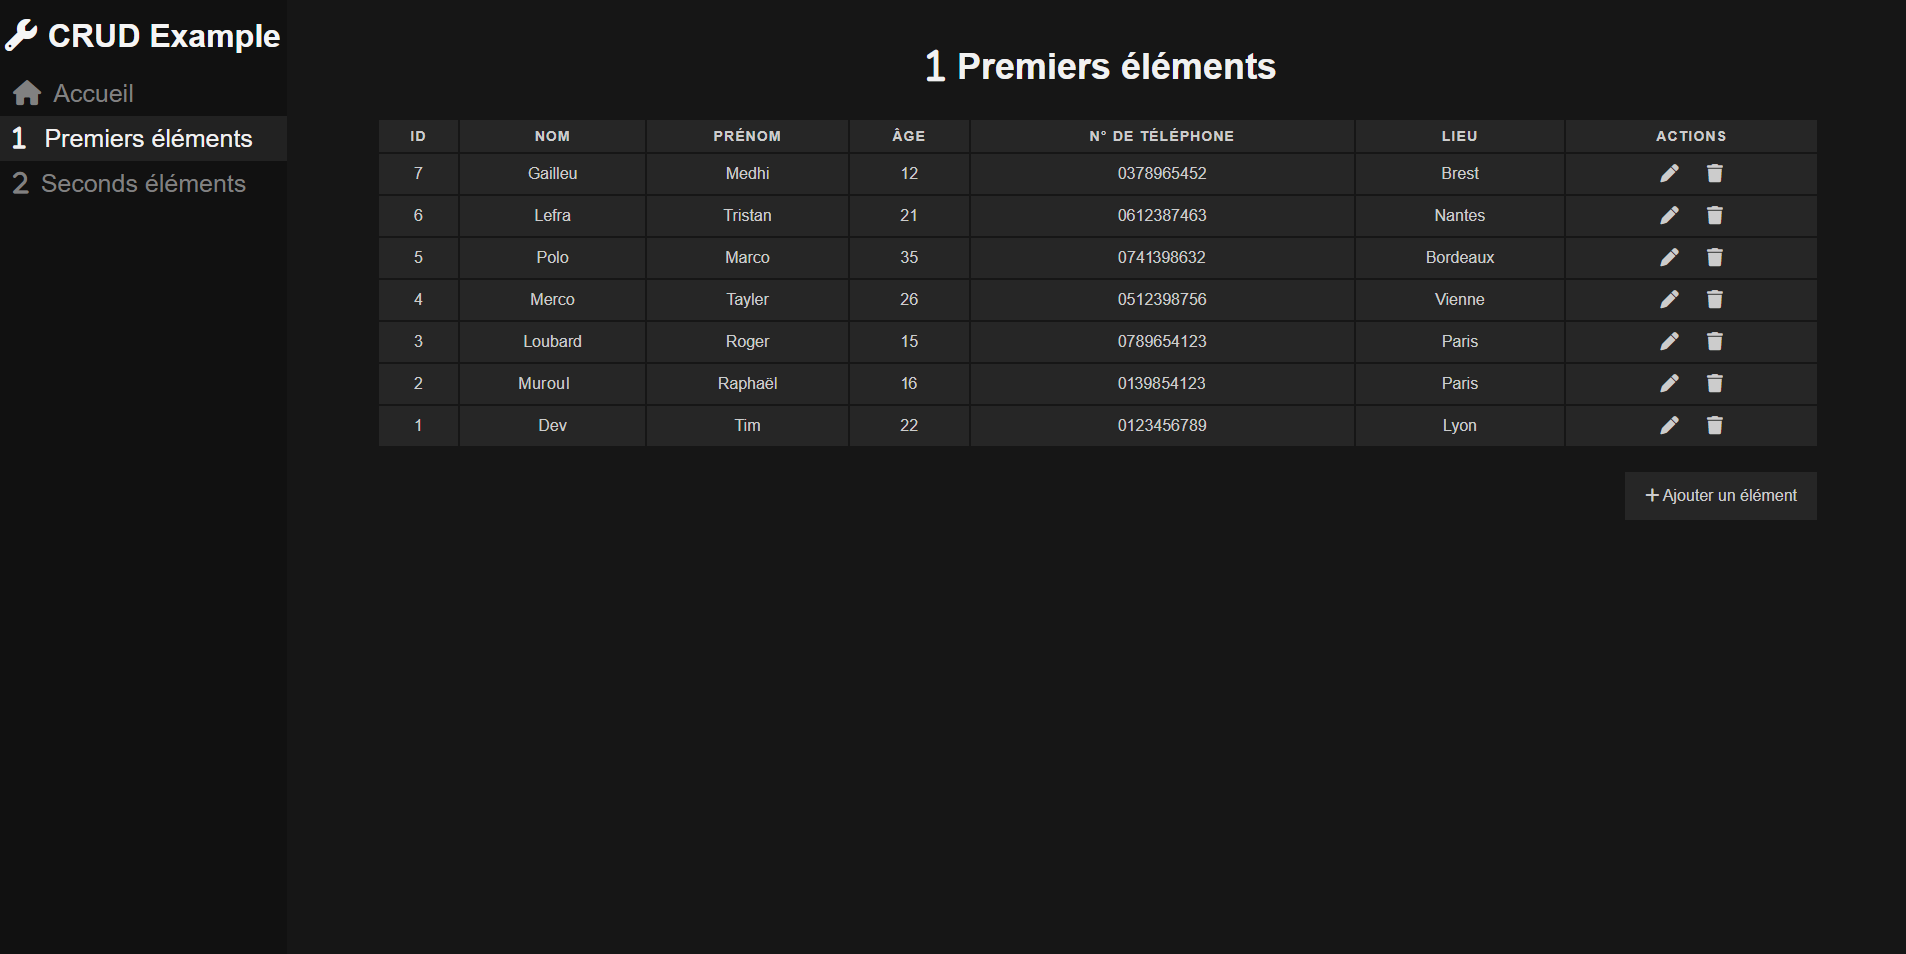 CRUD Example
Accueil
1 Premiers éléments
2 Seconds éléments
1 Premiers éléments
ID NOM PRÉNOM ÂGE N° DE TÉLÉPHONE LIEU ACTIONS
7 Gailleu Medhi 12 0378965452 Brest
6 Lefra Tristan 21 0612387463 Nantes
5 Polo Marco 35 0741398632 Bordeaux
4 Merco Tayler 26 0512398756 Vienne
3 Loubard Roger 15 0789654123 Paris
2 Muroul Raphaël 16 0139854123 Paris
1 Dev Tim 22 0123456789 Lyon
+ Ajouter un élément